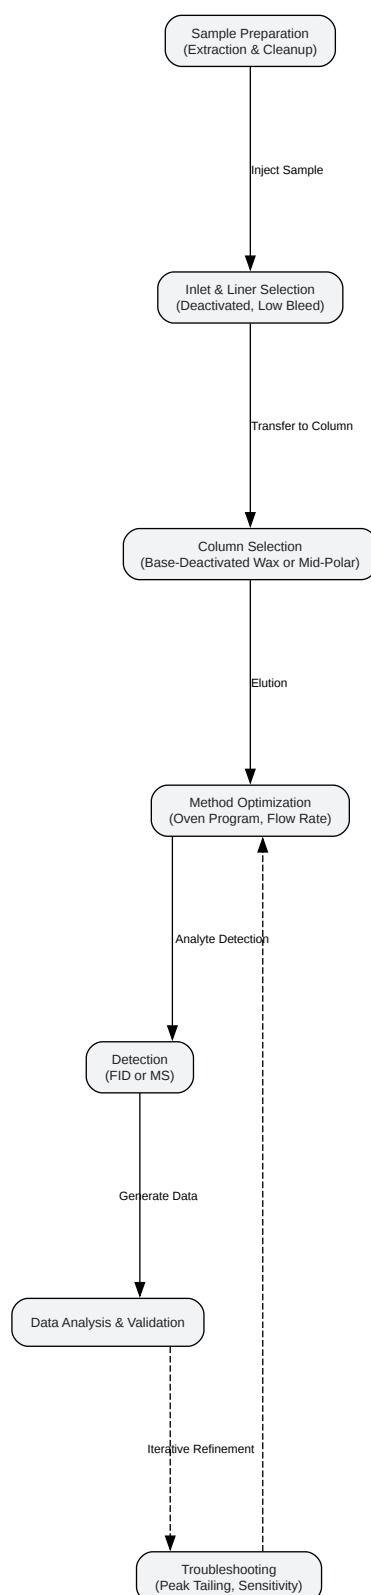 Sample Preparation
(Extraction & Cleanup)
Inject Sample
Inlet & Liner Selection
(Deactivated, Low Bleed)
Transfer to Column
Column Selection
(Base-Deactivated Wax or Mid-Polar)
Elution
Method Optimization
(Oven Program, Flow Rate)
Analyte Detection
Detection
(FID or MS)
Generate Data
Data Analysis & Validation
Iterative Refinement
Troubleshooting
(Peak Tailing, Sensitivity)